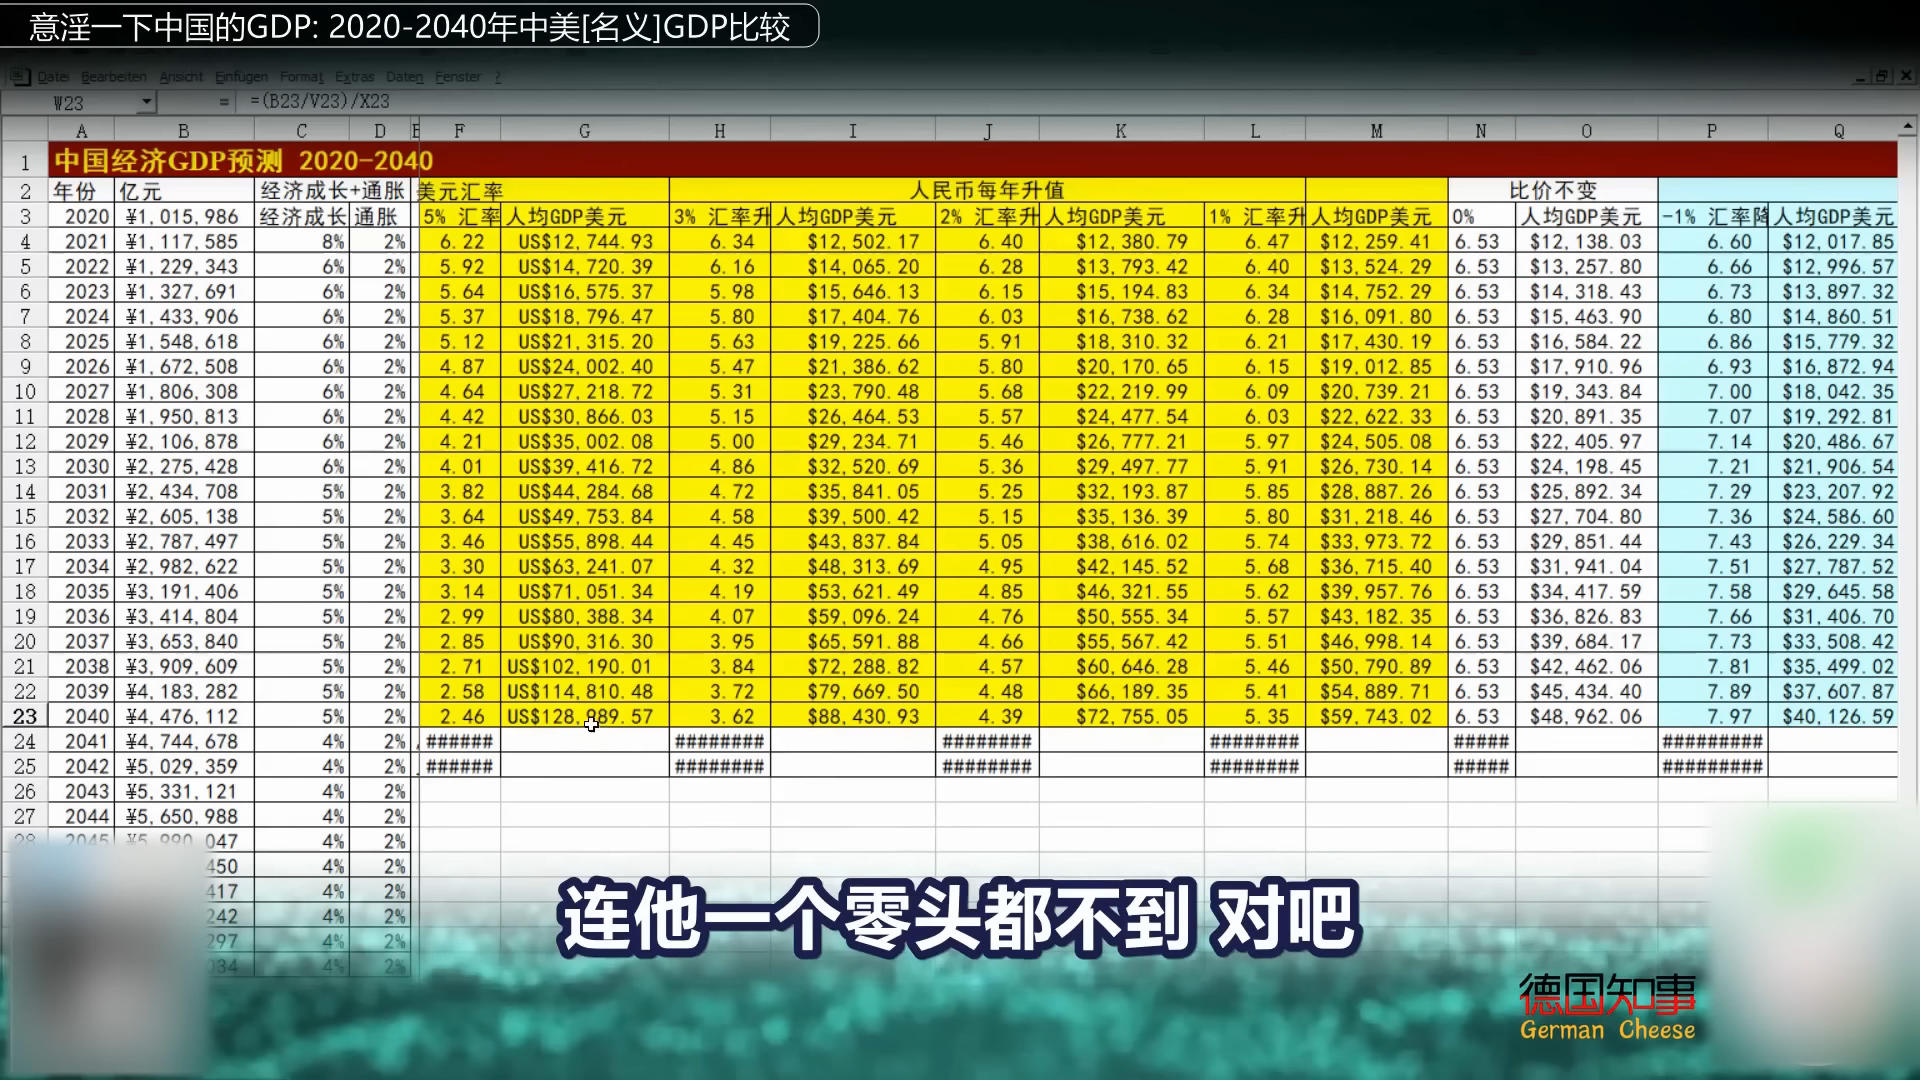 意淫一下中国的GDP: 2020-2040年中美[名义]GDP比较
Datei Bearbeiten Ansicht Einfügen Format Extras Daten Fenster ?
W23 = =(B23/V23)/X23
A B C D E F G H I J K L M N O P Q
1 中国经济GDP预测 2020-2040
2 年份 亿元 经济成长+通胀 美元汇率 人民币每年升值 比价不变
3 2020 ¥1,015,986 经济成长 通胀 5% 汇率 人均GDP美元 3% 汇率升 人均GDP美元 2% 汇率升 人均GDP美元 1% 汇率升 人均GDP美元 0% 人均GDP美元 -1% 汇率降 人均GDP美元
4 2021 ¥1,117,585 8% 2% 6.22 US$12,744.93 6.34 $12,502.17 6.40 $12,380.79 6.47 $12,259.41 6.53 $12,138.03 6.60 $12,017.85
5 2022 ¥1,229,343 6% 2% 5.92 US$14,720.39 6.16 $14,065.20 6.28 $13,793.42 6.40 $13,524.29 6.53 $13,257.80 6.66 $12,996.57
6 2023 ¥1,327,691 6% 2% 5.64 US$16,575.37 5.98 $15,646.13 6.15 $15,194.83 6.34 $14,752.29 6.53 $14,318.43 6.73 $13,897.32
7 2024 ¥1,433,906 6% 2% 5.37 US$18,796.47 5.80 $17,404.76 6.03 $16,738.62 6.28 $16,091.80 6.53 $15,463.90 6.80 $14,860.51
8 2025 ¥1,548,618 6% 2% 5.12 US$21,315.20 5.63 $19,225.66 5.91 $18,310.32 6.21 $17,430.19 6.53 $16,584.22 6.86 $15,779.32
9 2026 ¥1,672,508 6% 2% 4.87 US$24,002.40 5.47 $21,386.62 5.80 $20,170.65 6.15 $19,012.85 6.53 $17,910.96 6.93 $16,872.94
10 2027 ¥1,806,308 6% 2% 4.64 US$27,218.72 5.31 $23,790.48 5.68 $22,219.99 6.09 $20,739.21 6.53 $19,343.84 7.00 $18,042.35
11 2028 ¥1,950,813 6% 2% 4.42 US$30,866.03 5.15 $26,464.53 5.57 $24,477.54 6.03 $22,622.33 6.53 $20,891.35 7.07 $19,292.81
12 2029 ¥2,106,878 6% 2% 4.21 US$35,002.08 5.00 $29,234.71 5.46 $26,777.21 5.97 $24,505.08 6.53 $22,405.97 7.14 $20,486.67
13 2030 ¥2,275,428 6% 2% 4.01 US$39,416.72 4.86 $32,520.69 5.36 $29,497.77 5.91 $26,730.14 6.53 $24,198.45 7.21 $21,906.54
14 2031 ¥2,434,708 5% 2% 3.82 US$44,284.68 4.72 $35,841.05 5.25 $32,193.87 5.85 $28,887.26 6.53 $25,892.34 7.29 $23,207.92
15 2032 ¥2,605,138 5% 2% 3.64 US$49,753.84 4.58 $39,500.42 5.15 $35,136.39 5.80 $31,218.46 6.53 $27,704.80 7.36 $24,586.60
16 2033 ¥2,787,497 5% 2% 3.46 US$55,898.44 4.45 $43,837.84 5.05 $38,616.02 5.74 $33,973.72 6.53 $29,851.44 7.43 $26,229.34
17 2034 ¥2,982,622 5% 2% 3.30 US$63,241.07 4.32 $48,313.69 4.95 $42,145.52 5.68 $36,715.40 6.53 $31,941.04 7.51 $27,787.52
18 2035 ¥3,191,406 5% 2% 3.14 US$71,051.34 4.19 $53,621.49 4.85 $46,321.55 5.62 $39,957.76 6.53 $34,417.59 7.58 $29,645.58
19 2036 ¥3,414,804 5% 2% 2.99 US$80,388.34 4.07 $59,096.24 4.76 $50,555.34 5.57 $43,182.35 6.53 $36,826.83 7.66 $31,406.70
20 2037 ¥3,653,840 5% 2% 2.85 US$90,316.30 3.95 $65,591.88 4.66 $55,567.42 5.51 $46,998.14 6.53 $39,684.17 7.73 $33,508.42
21 2038 ¥3,909,609 5% 2% 2.71 US$102,190.01 3.84 $72,288.82 4.57 $60,646.28 5.46 $50,790.89 6.53 $42,462.06 7.81 $35,499.02
22 2039 ¥4,183,282 5% 2% 2.58 US$114,810.48 3.72 $79,669.50 4.48 $66,189.35 5.41 $54,889.71 6.53 $45,434.40 7.89 $37,607.87
23 2040 ¥4,476,112 5% 2% 2.46 US$128,989.57 3.62 $88,430.93 4.39 $72,755.05 5.35 $59,743.02 6.53 $48,962.06 7.97 $40,126.59
24 2041 ¥4,744,678 4% 2% ###### ######## ######## ######## ##### #########
25 2042 ¥5,029,359 4% 2% ###### ######## ######## ######## ##### #########
26 2043 ¥5,331,121 4% 2%
27 2044 ¥5,650,988 4% 2%
28 2045 ¥5,990,047 4% 2%
450 4% 2%
417 4% 2%
242 4% 2%
297 4% 2%
034 4% 2%
连他一个零头都不到 对吧
德国知事
German Cheese